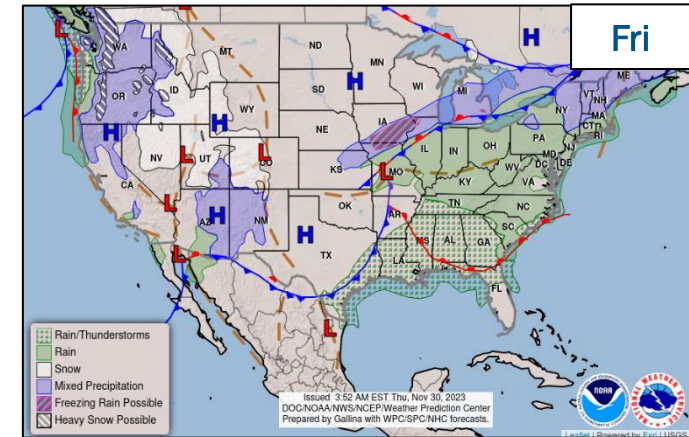 Fri
L
WA
MT
ND
MN
H
ME
OR
ID
SD
WI
MI
VT
NH
NY
MA
CT
RI
WY
H
H
H
IA
NE
PA
NJ
NV
UT
L
L
IL
IN
OH
MD
DE
DC
WV
VA
CA
KS
L
MO
KY
L
AZ
H
NM
OK
AR
TN
NC
SC
H
TX
MS
AL
GA
LA
L
FL
L
Rain/Thunderstorms
Rain
Snow
Mixed Precipitation
Freezing Rain Possible
Heavy Snow Possible
Issued 3:52 AM EST Thu, Nov 30, 2023
DOC/NOAA/NWS/NCEP/Weather Prediction Center
Prepared by Gallina with WPC/SPC/NHC forecasts.
NOAA
NATIONAL WEATHER SERVICE
Leaflet | Powered by Esri | USGS